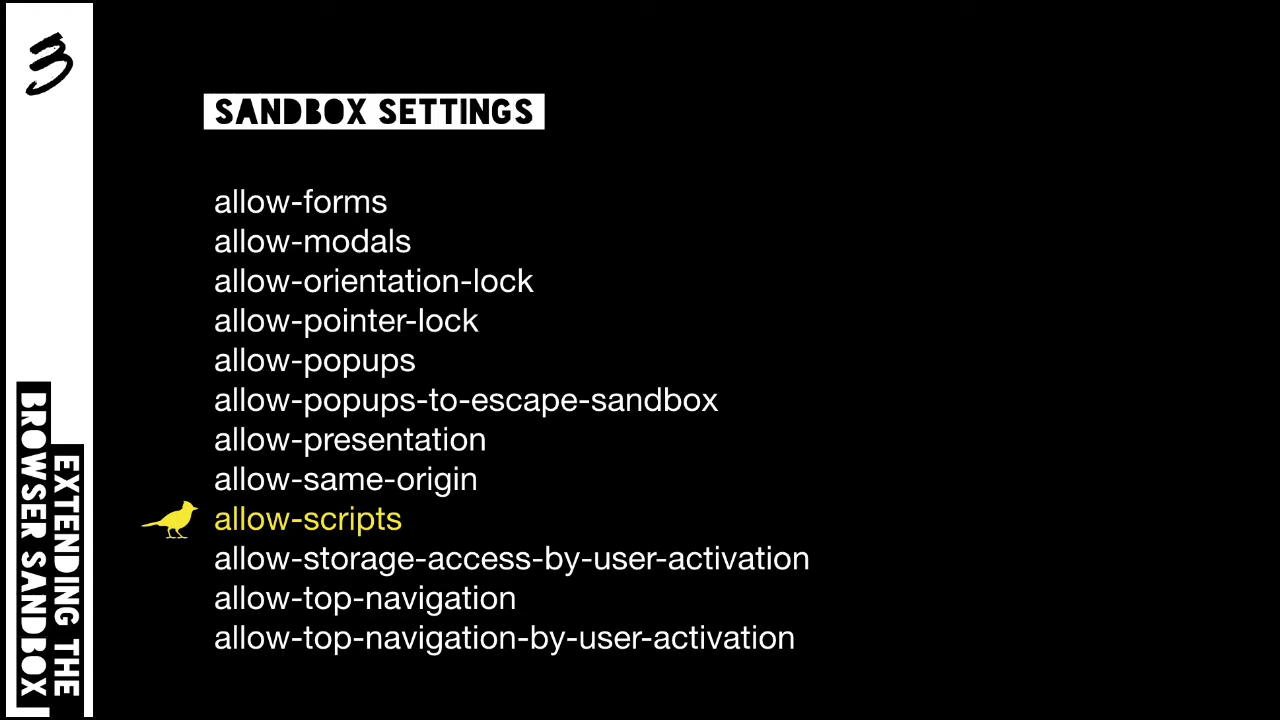 3
EXTENDING THE
BROWSER SANDBOX
SANDBOX SETTINGS
allow-forms
allow-modals
allow-orientation-lock
allow-pointer-lock
allow-popups
allow-popups-to-escape-sandbox
allow-presentation
allow-same-origin
allow-scripts
allow-storage-access-by-user-activation
allow-top-navigation
allow-top-navigation-by-user-activation